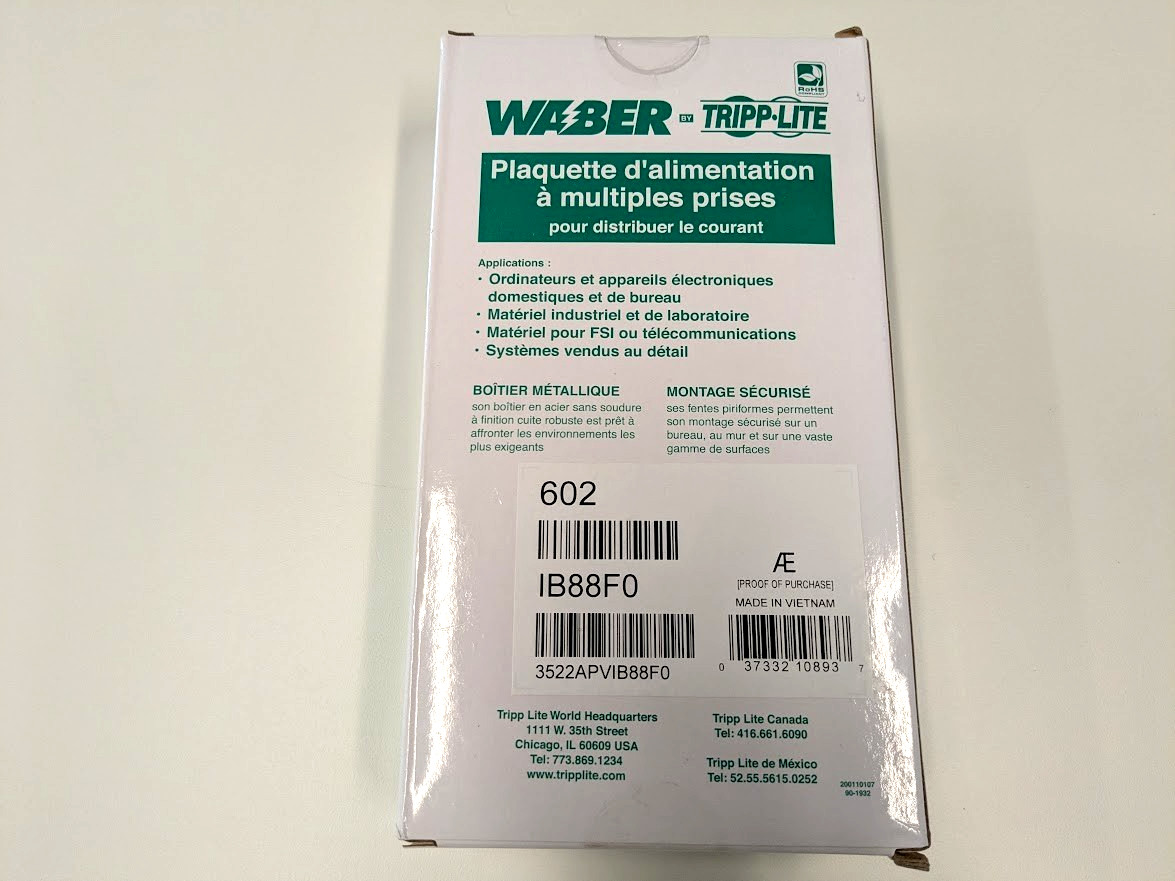 RoHS
COMPLIANT
WABER BY TRIPP·LITE
Plaquette d'alimentation
à multiples prises
pour distribuer le courant
Applications :
· Ordinateurs et appareils électroniques
domestiques et de bureau
· Matériel industriel et de laboratoire
· Matériel pour FSI ou télécommunications
· Systèmes vendus au détail
BOÎTIER MÉTALLIQUE
son boîtier en acier sans soudure
à finition cuite robuste est prêt à
affronter les environnements les
plus exigeants
MONTAGE SÉCURISÉ
ses fentes piriformes permettent
son montage sécurisé sur un
bureau, au mur et sur une vaste
gamme de surfaces
602
IB88F0
3522APVIB88F0
Æ
[PROOF OF PURCHASE]
MADE IN VIETNAM
0 37332 10893 7
Tripp Lite World Headquarters
1111 W. 35th Street
Chicago, IL 60609 USA
Tel: 773.869.1234
www.tripplite.com
Tripp Lite Canada
Tel: 416.661.6090
Tripp Lite de México
Tel: 52.55.5615.0252
200110107
90-1932